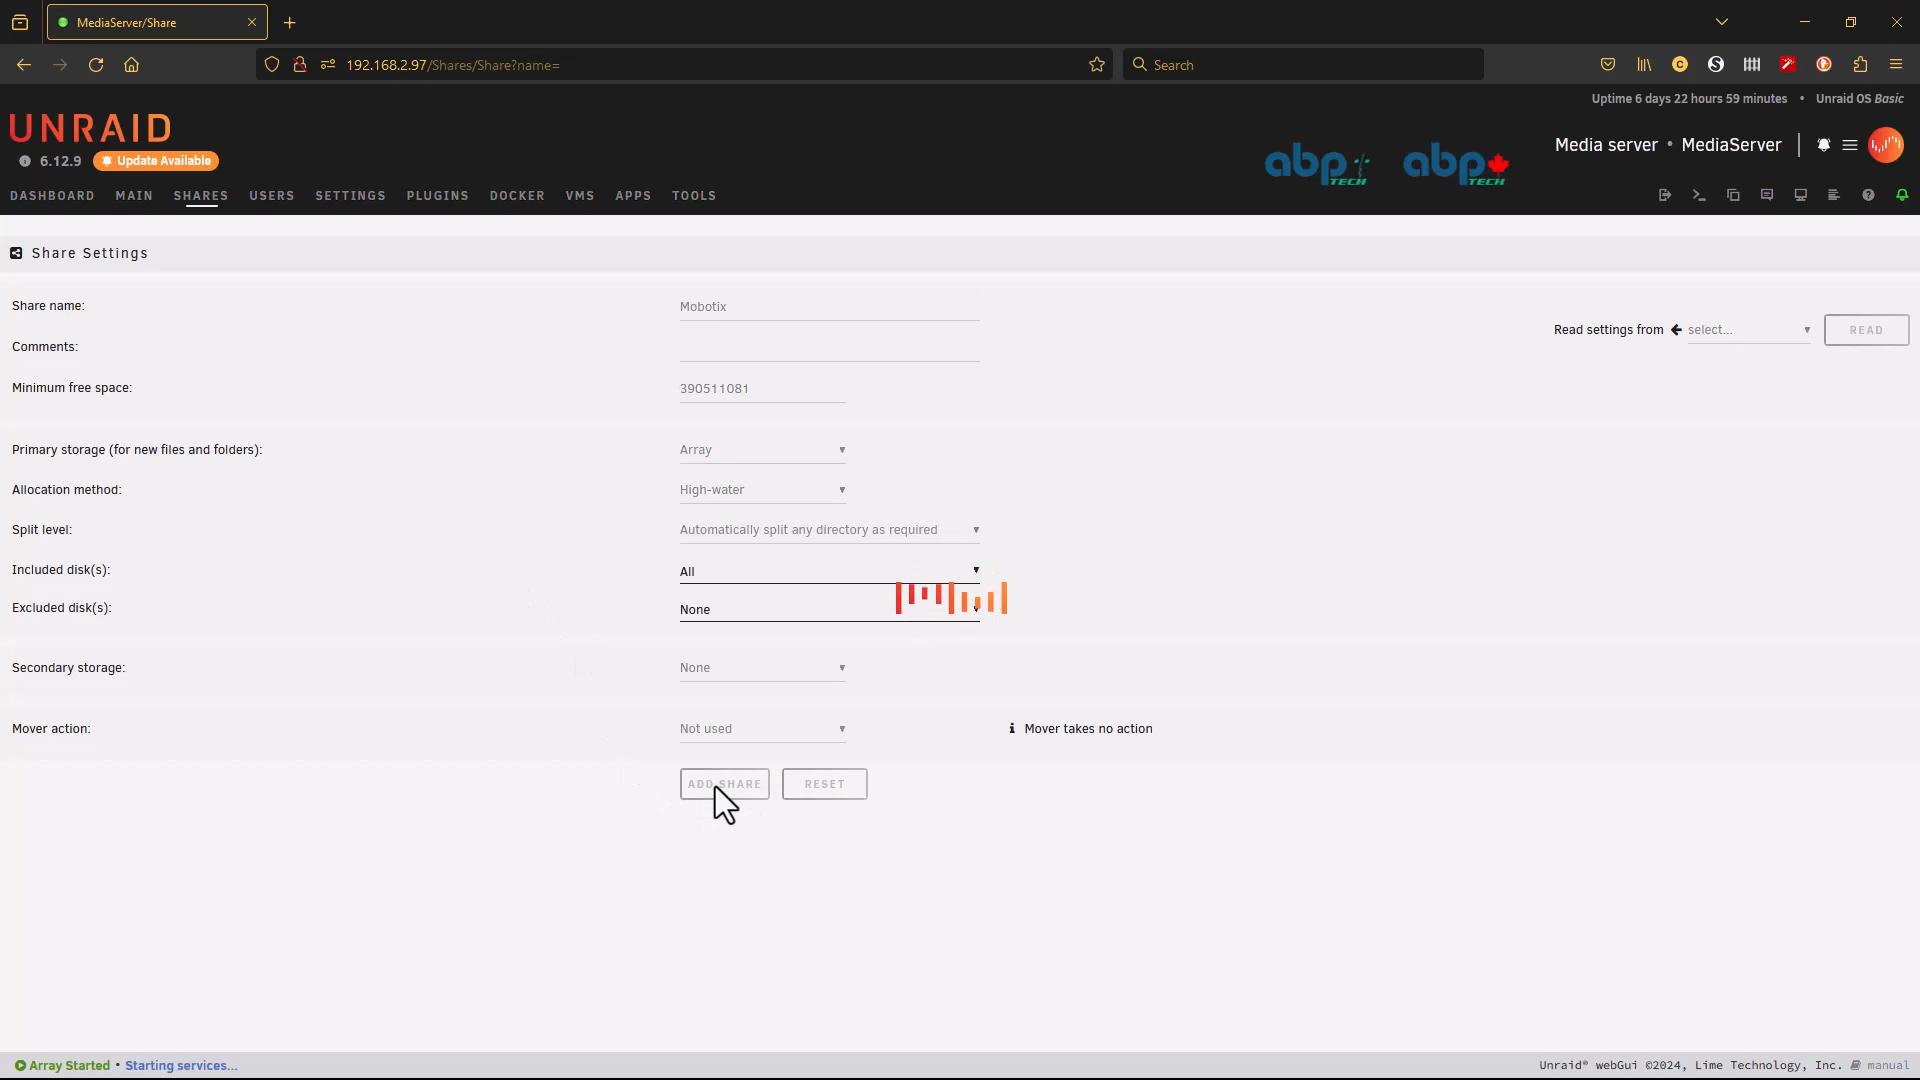 MediaServer/Share
192.168.2.97/Shares/Share?name=
Search
Uptime 6 days 22 hours 59 minutes • Unraid OS Basic
UNRAID
6.12.9 Update Available
abp TECH
abp TECH
Media server • MediaServer
DASHBOARD MAIN SHARES USERS SETTINGS PLUGINS DOCKER VMS APPS TOOLS
Share Settings
Share name: Mobotix
Read settings from select... READ
Comments:
Minimum free space: 390511081
Primary storage (for new files and folders): Array
Allocation method: High-water
Split level: Automatically split any directory as required
Included disk(s): All
Excluded disk(s): None
Secondary storage: None
Mover action: Not used Mover takes no action
ADD SHARE RESET
Array Started • Starting services...
Unraid® webGui ©2024, Lime Technology, Inc. manual